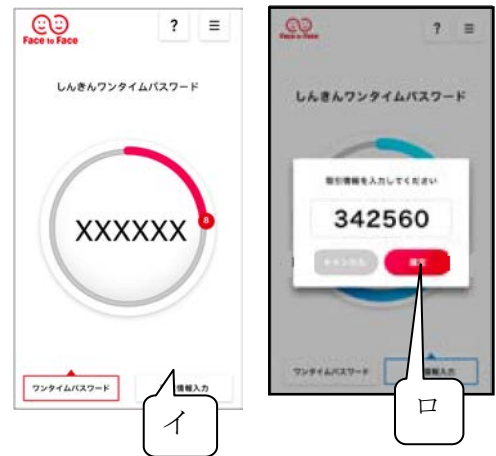 Face to Face
?
しんきんワンタイムパスワード
XXXXXX
8
ワンタイムパスワード
情報入力
イ
Face to Face
?
しんきんワンタイムパスワード
取引情報を入力してください
342560
キャンセル
確定
ワンタイムパスワード
情報入力
ロ